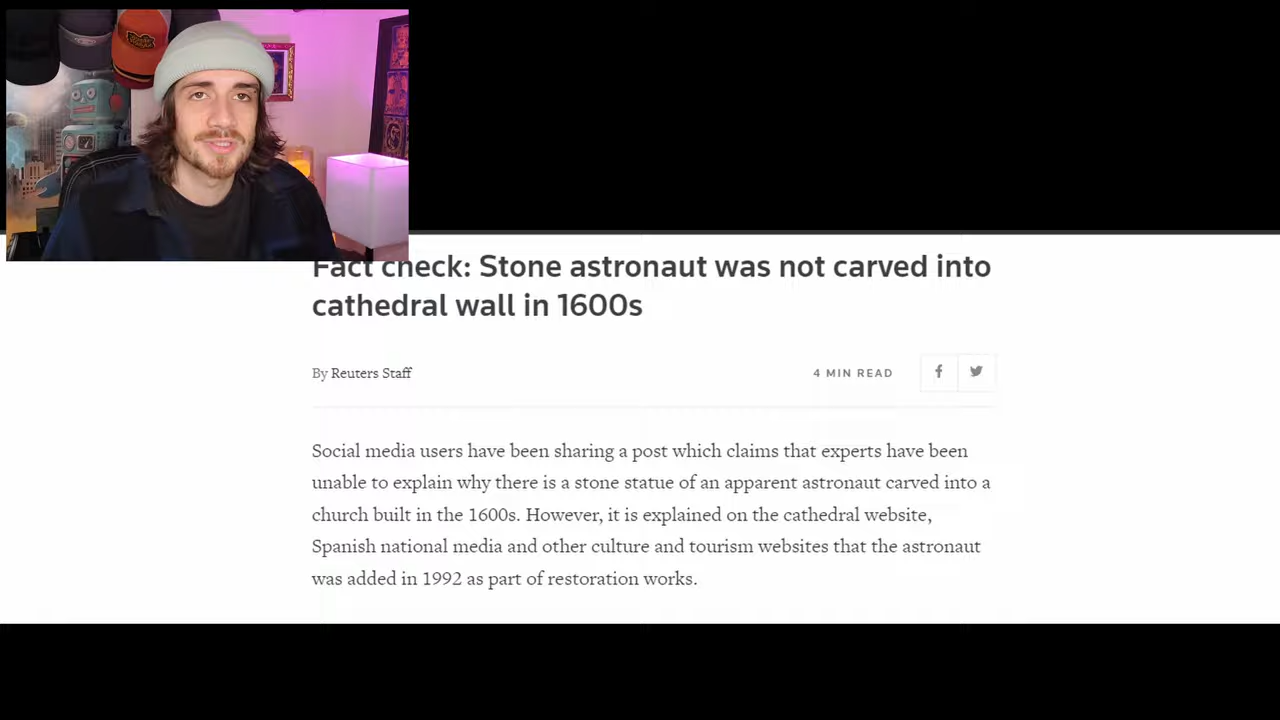 Fact check: Stone astronaut was not carved into
cathedral wall in 1600s
By Reuters Staff
4 MIN READ
Social media users have been sharing a post which claims that experts have been
unable to explain why there is a stone statue of an apparent astronaut carved into a
church built in the 1600s. However, it is explained on the cathedral website,
Spanish national media and other culture and tourism websites that the astronaut
was added in 1992 as part of restoration works.